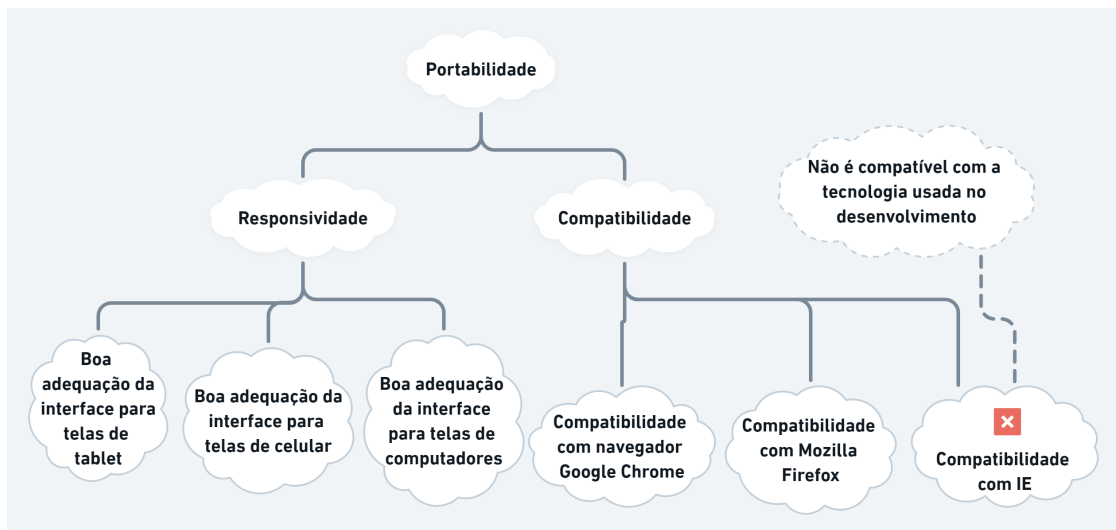 Portabilidade
Não é compatível com a
tecnologia usada no
desenvolvimento
Responsividade
Compatibilidade
Boa
adequação da
interface para
telas de
tablet
Boa adequação da
interface para
telas de celular
Boa adequação
da interface
para telas de
computadores
Compatibilidade
com navegador
Google Chrome
Compatibilidade
com Mozilla
Firefox
Compatibilidade
com IE